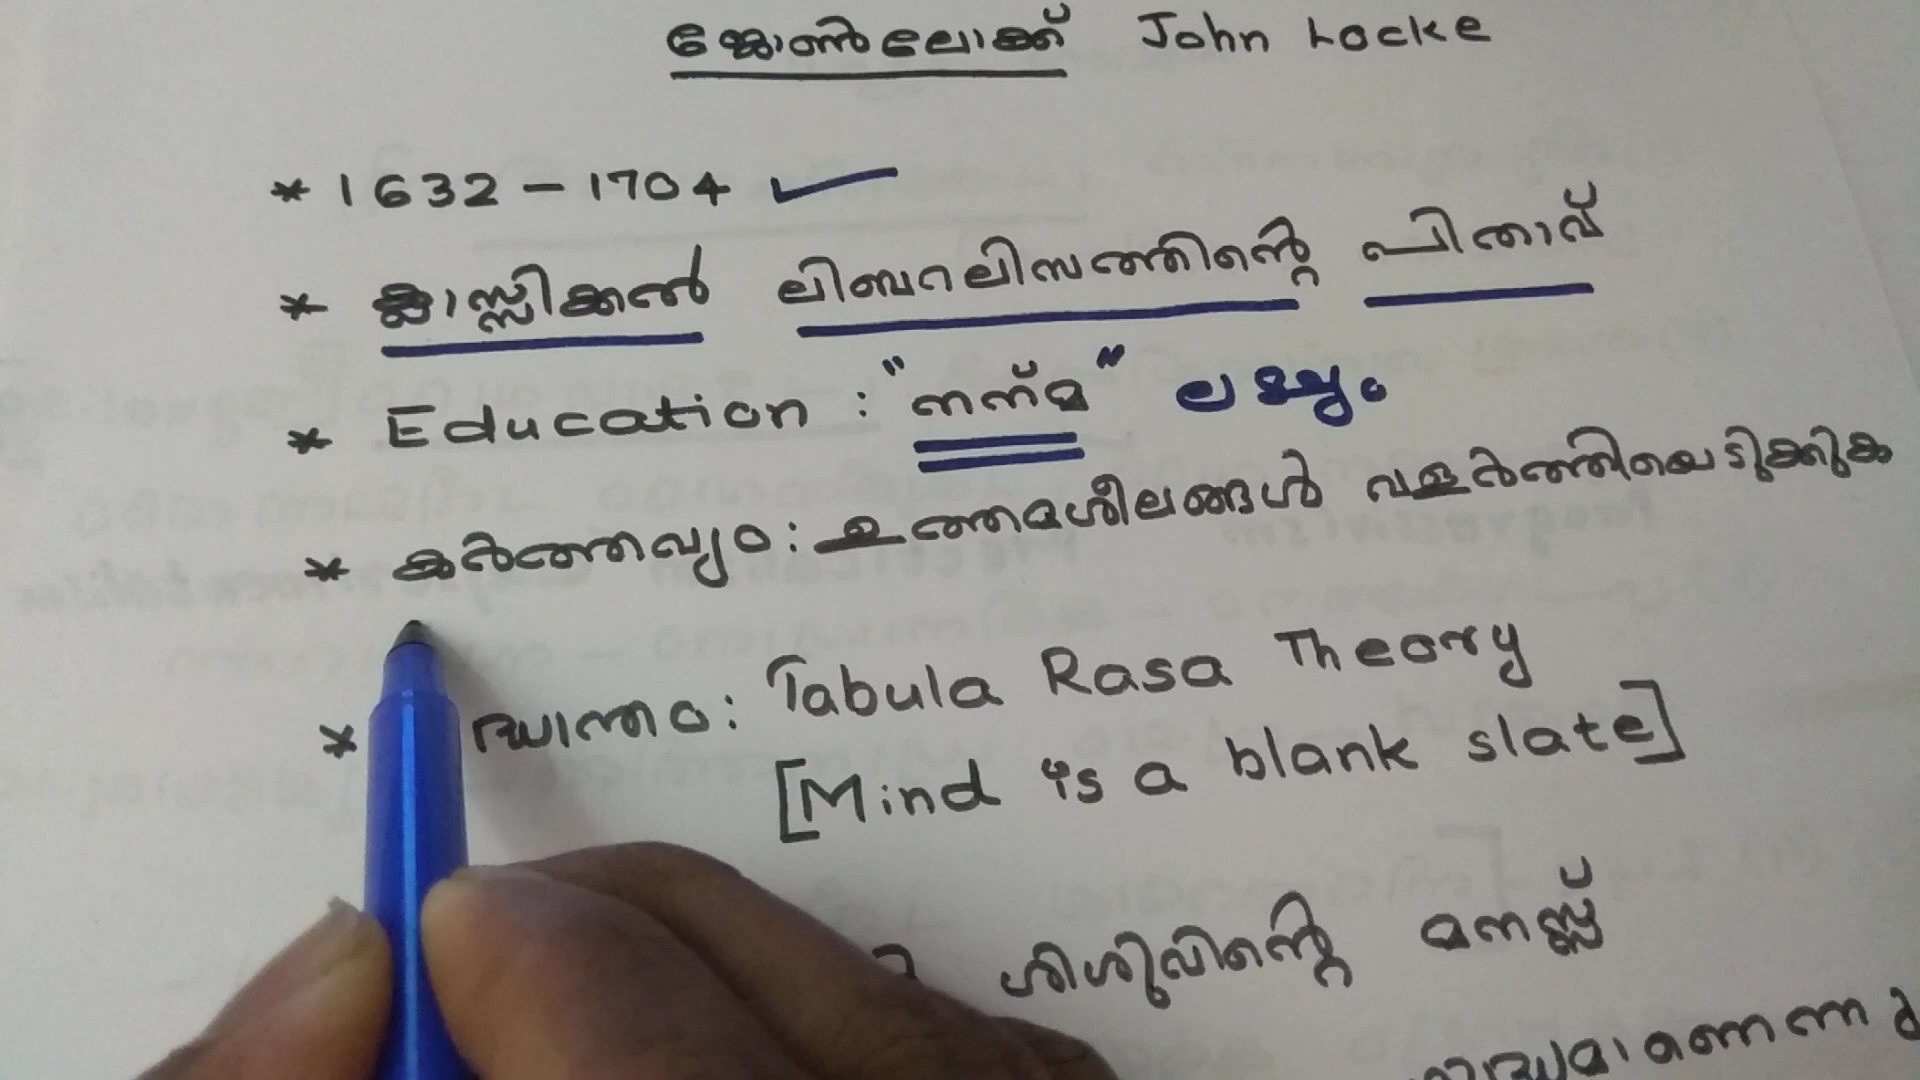 ജോൺലോക്ക് John Locke
* 1632 - 1704 ✓
* ക്ലാസ്സിക്കൽ ലിബറലിസത്തിന്റെ പിതാവ്
* Education : "നന്മ" ലക്ഷ്യം
* കർത്തവ്യം : ഉത്തമശീലങ്ങൾ വളർത്തിയെടുക്കുക
* ദ്ധാന്തം : Tabula Rasa Theory
[Mind is a blank slate]
ശിശുവിന്റെ മനസ്സ്